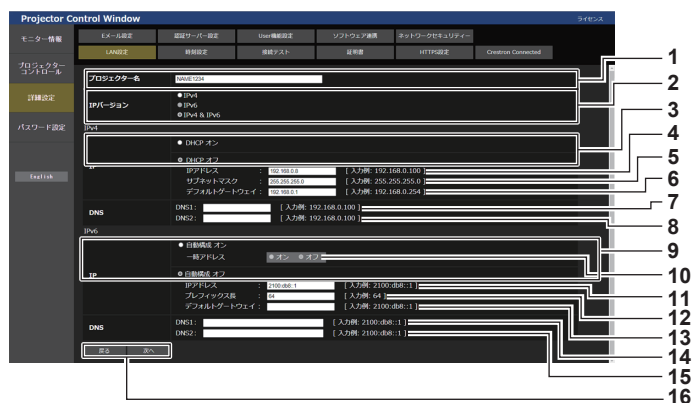 Projector Control Window
ライセンス
モニター情報
プロジェクター
コントロール
詳細設定
パスワード設定
English
Eメール設定 認証サーバー設定 User機能設定 ソフトウェア連携 ネットワークセキュリティー
LAN設定 時刻設定 接続テスト 証明書 HTTPS設定 Crestron Connected
プロジェクター名 NAME1234
IPバージョン
IPv4
IPv6
IPv4 & IPv6
IPv4
DHCP オン
DHCP オフ
IP
IPアドレス : 192.168.0.8 [ 入力例: 192.168.0.100 ]
サブネットマスク : 255.255.255.0 [ 入力例: 255.255.255.0 ]
デフォルトゲートウェイ : 192.168.0.1 [ 入力例: 192.168.0.254 ]
DNS
DNS1: [ 入力例: 192.168.0.100 ]
DNS2: [ 入力例: 192.168.0.100 ]
IPv6
自動構成 オン
一時アドレス オン オフ
IP
自動構成 オフ
IPアドレス : 2100:db8::1 [ 入力例: 2100:db8::1 ]
プレフィックス長 : 64 [ 入力例: 64 ]
デフォルトゲートウェイ : [ 入力例: 2100:db8::1 ]
DNS
DNS1: [ 入力例: 2100:db8::1 ]
DNS2: [ 入力例: 2100:db8::1 ]
戻る 次へ
1
2
3
4
5
6
7
8
9
10
11
12
13
14
15
16